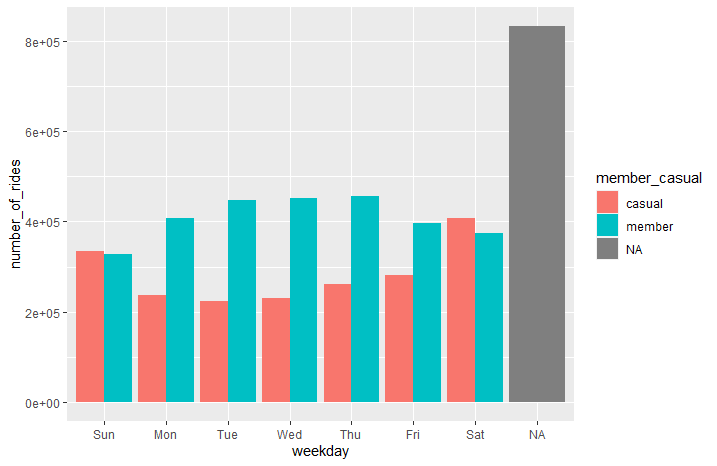 8e+05
6e+05
4e+05
2e+05
0e+00
number_of_rides
Sun Mon Tue Wed Thu Fri Sat NA
weekday
member_casual
casual
member
NA